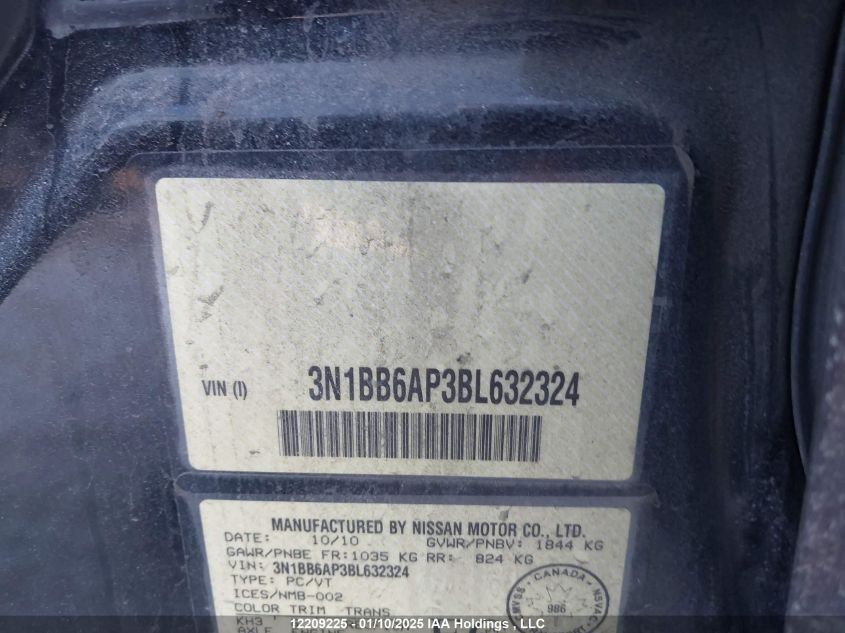 VIN (I) 3N1BB6AP3BL632324
MANUFACTURED BY NISSAN MOTOR CO., LTD.
DATE: 10/10 GVWR/PNBV: 1844 KG
GAWR/PNBE FR:1035 KG RR: 824 KG
VIN: 3N1BB6AP3BL632324
TYPE: PC/VT
ICES/NMB-002
CANADA
986
COLOR TRIM TRANS
KH3
AXLE ENGINE
12209225 - 01/10/2025 IAA Holdings , LLC